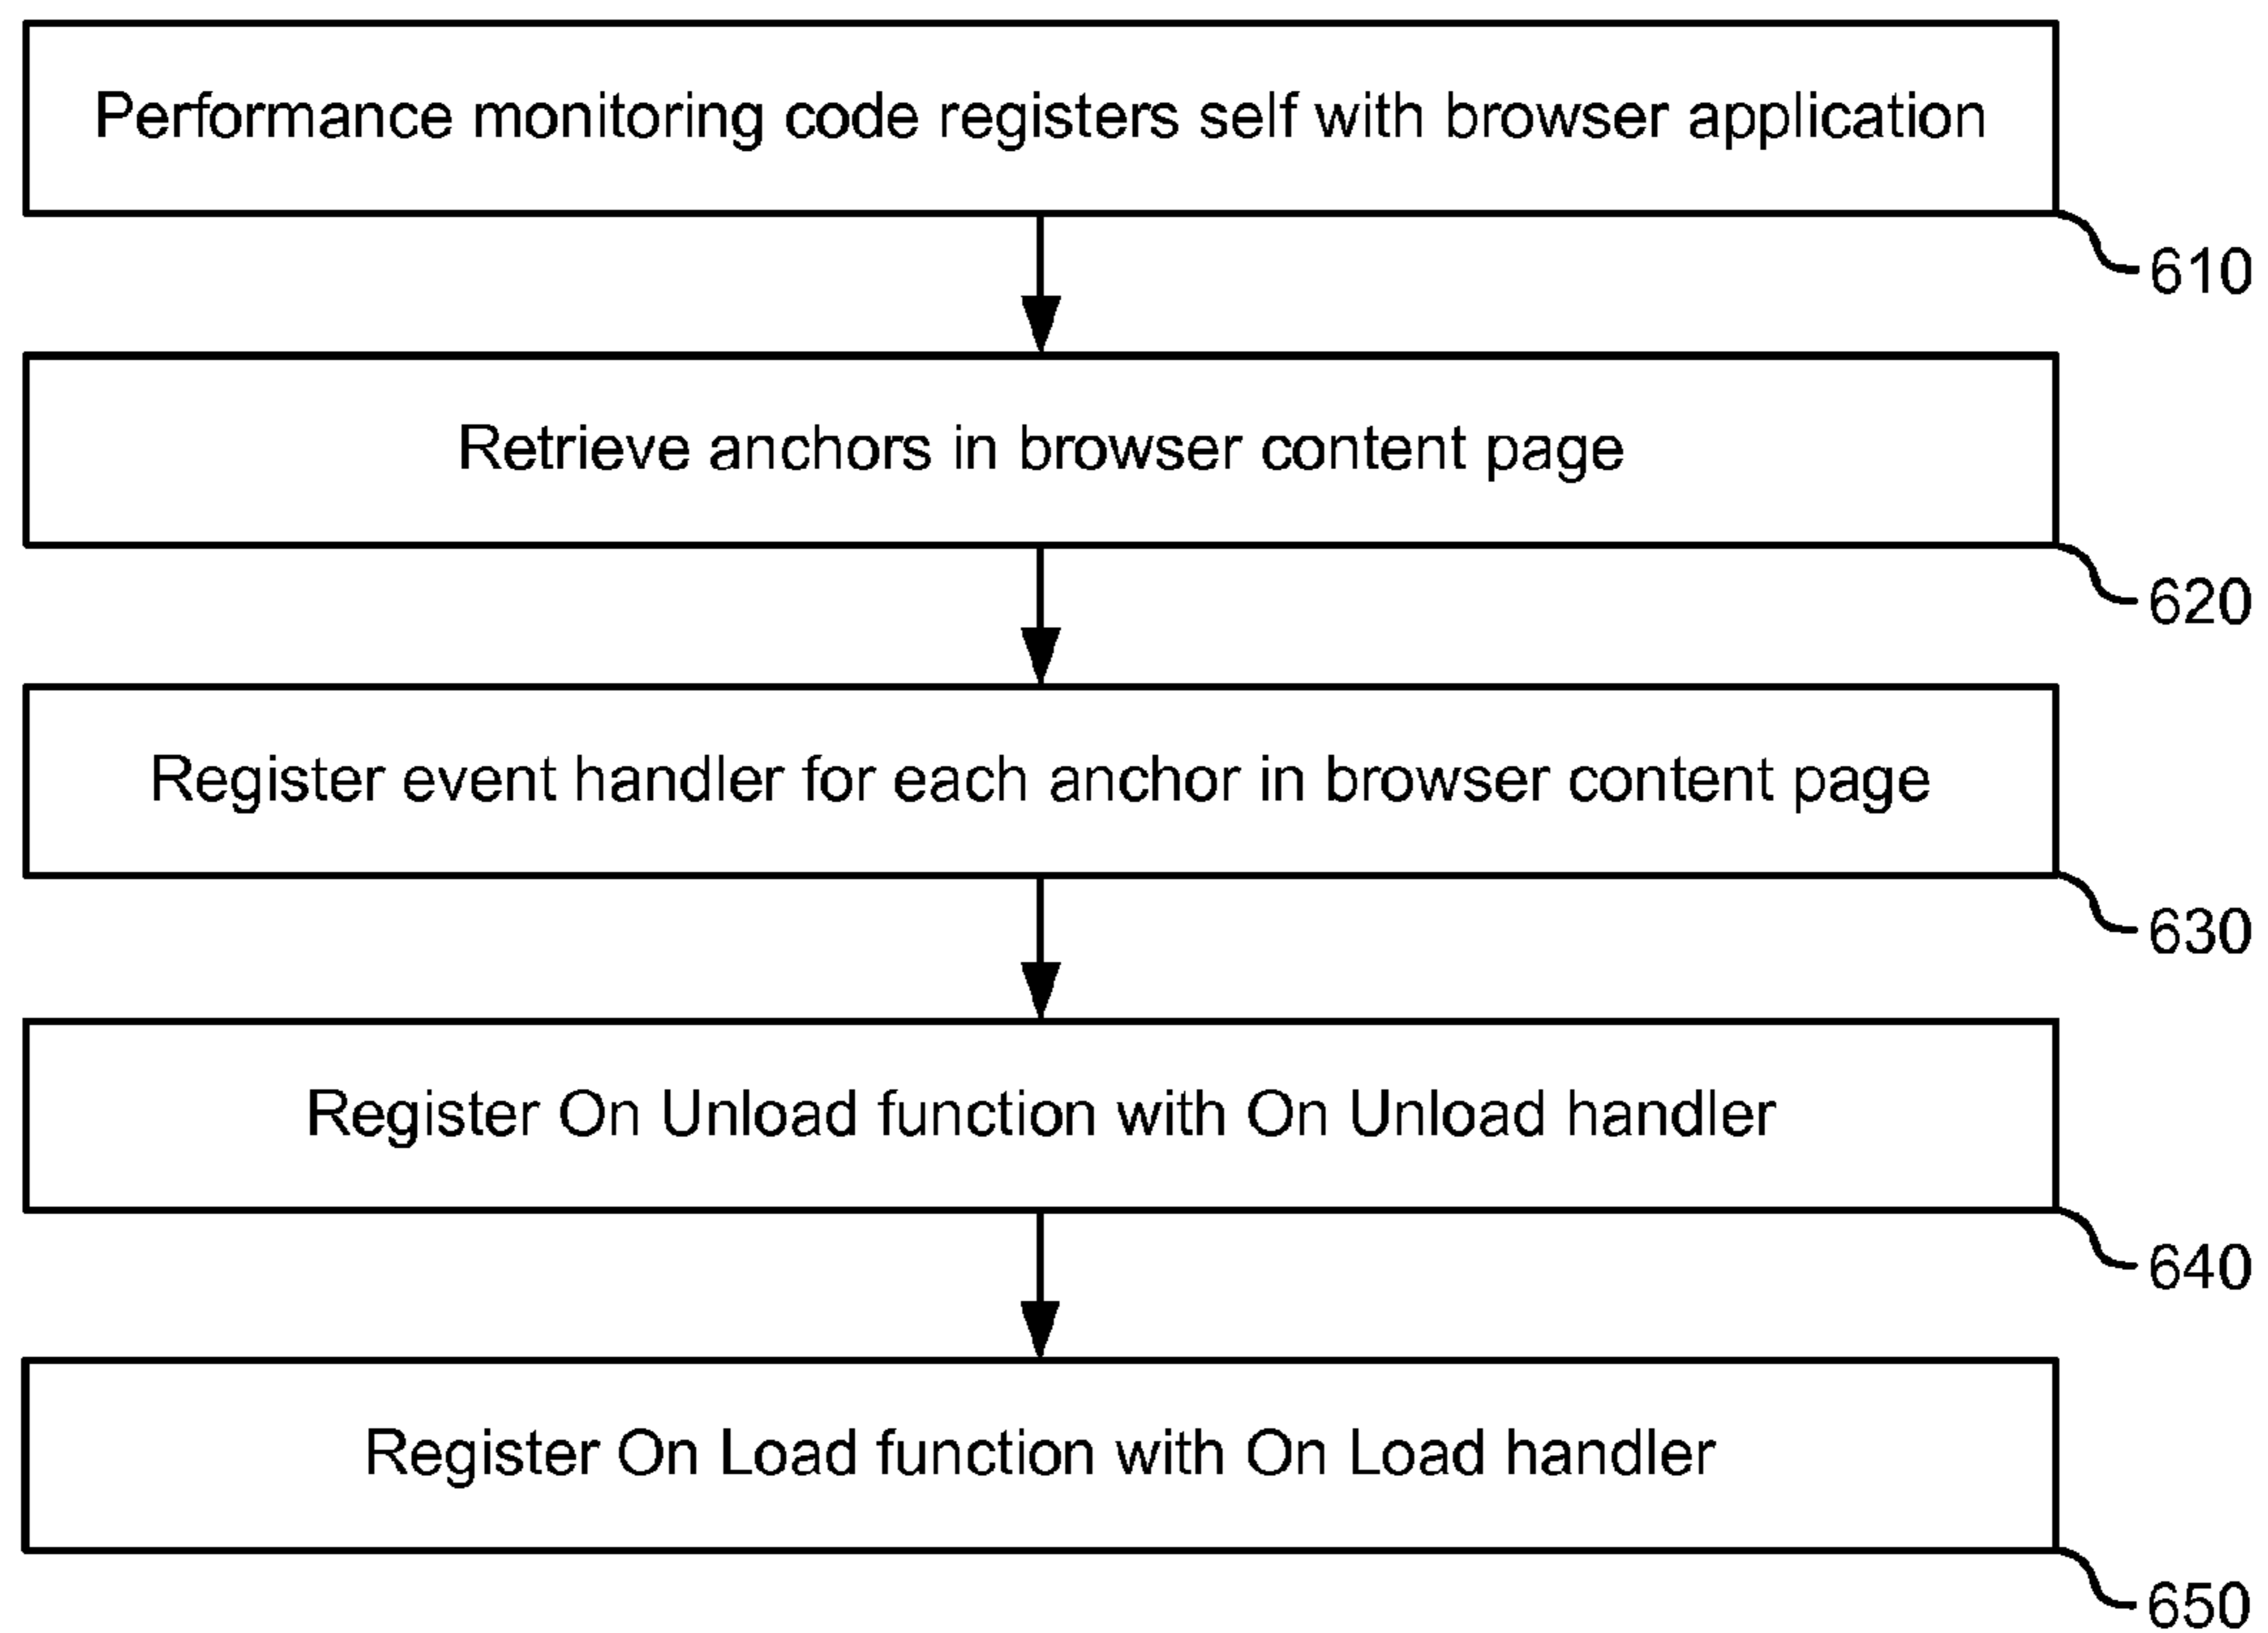 Performance monitoring code registers self with browser application
610
Retrieve anchors in browser content page
620
Register event handler for each anchor in browser content page
630
Register On Unload function with On Unload handler
640
Register On Load function with On Load handler
650